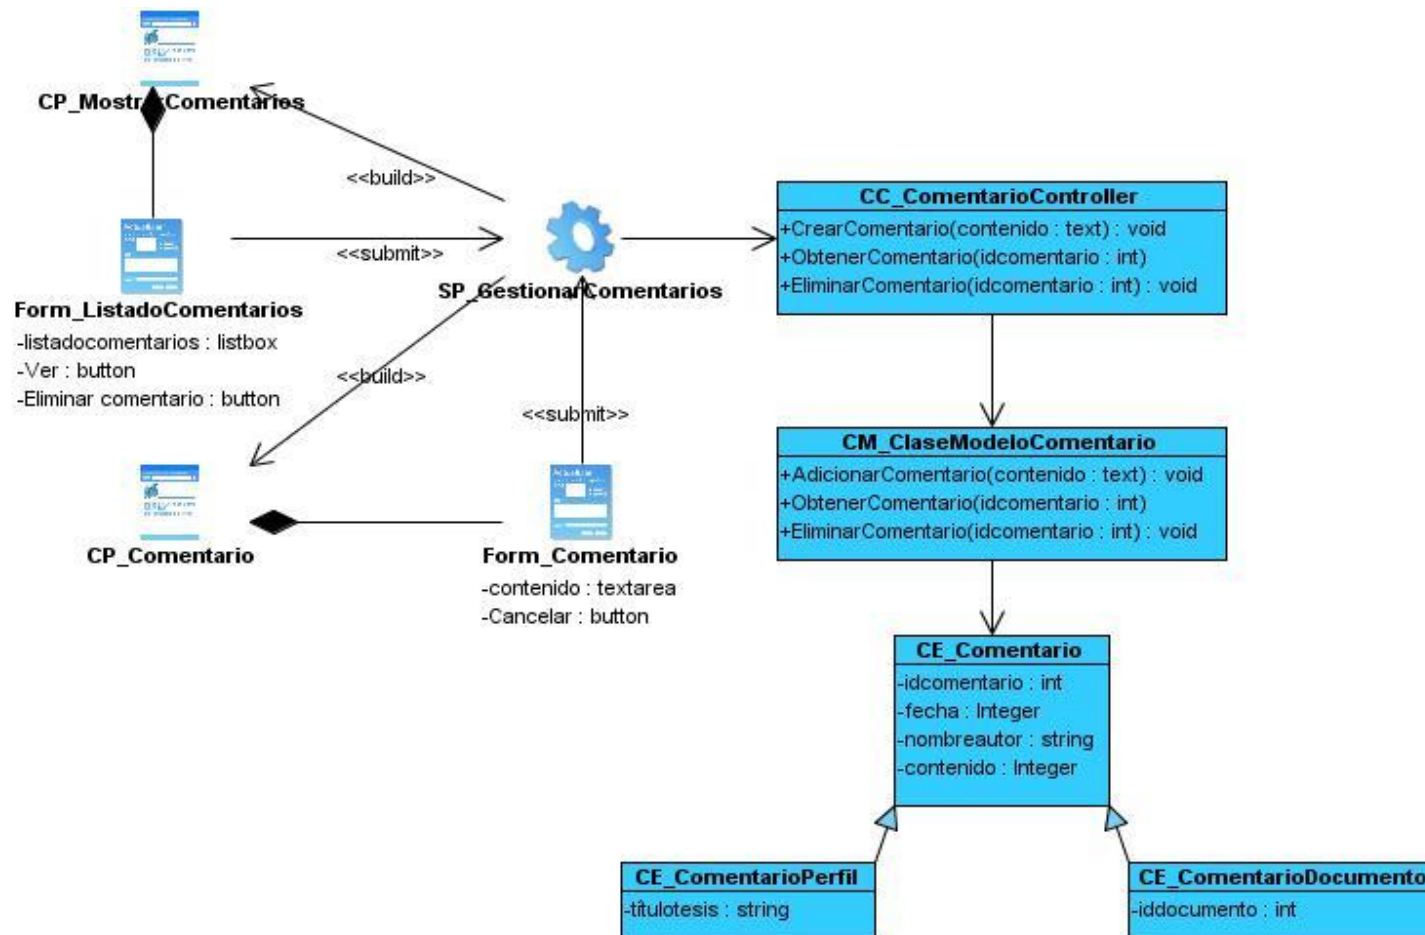 CP_MostrarComentarios
<<build>>
<<submit>>
Form_ListadoComentarios
-listadocomentarios : listbox
-Ver : button
-Eliminar comentario : button
SP_GestionarComentarios
<<build>>
<<submit>>
CP_Comentario
Form_Comentario
-contenido : textarea
-Cancelar : button
CC_ComentarioController
+CrearComentario(contenido : text) : void
+ObtenerComentario(idcomentario : int)
+EliminarComentario(idcomentario : int) : void
CM_ClaseModeloComentario
+AdicionarComentario(contenido : text) : void
+ObtenerComentario(idcomentario : int)
+EliminarComentario(idcomentario : int) : void
CE_Comentario
-idcomentario : int
-fecha : Integer
-nombreautor : string
-contenido : Integer
CE_ComentarioPerfil
-títulotesis : string
CE_ComentarioDocumento
-iddocumento : int